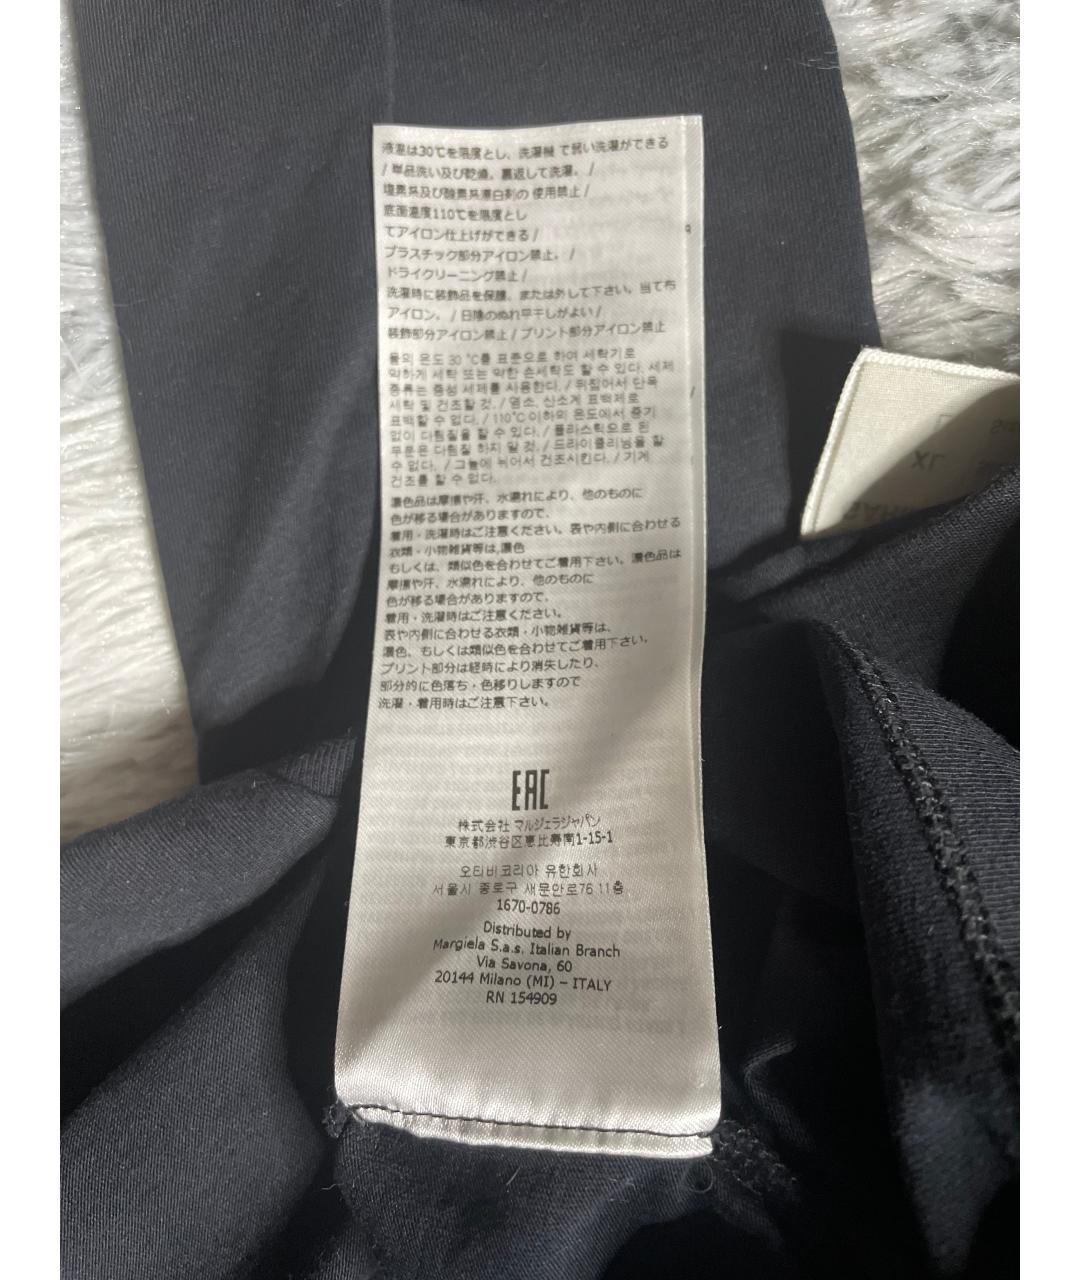 液温は30℃を限度とし、洗濯機 で弱い洗濯ができる
/ 単品洗い及び乾燥。裏返して洗濯。 /
塩素系及び酸素系漂白剤の 使用禁止 /
底面温度110℃を限度とし
てアイロン仕上げができる /
プラスチック部分アイロン禁止。 /
ドライクリーニング禁止 /
洗濯時に装飾品を保護、または外して下さい。当て布
アイロン。 / 日陰のぬれ平干しがよい /
装飾部分アイロン禁止 / プリント部分アイロン禁止
물의 온도 30 ℃를 표준으로 하여 세탁기로
약하게 세탁 또는 약한 손세탁도 할 수 있다. 세제
종류는 중성 세제를 사용한다. / 뒤집어서 단독
세탁 및 건조할 것. / 염소, 산소계 표백제로
표백할 수 없다. / 110℃ 이하의 온도에서 증기
없이 다림질을 할 수 있다. / 플라스틱으로 된
부분은 다림질 하지 말 것. / 드라이클리닝을 할
수 없다. / 그늘에 뉘어서 건조시킨다. / 기계
건조를 할 수 없다.
濃色品は摩擦や汗、水濡れにより、他のものに
色が移る場合がありますので、
着用・洗濯時はご注意ください。表や内側に合わせる
衣類・小物雑貨等は,濃色
もしくは、類似色を合わせてご着用下さい。濃色品は
摩擦や汗、水濡れにより、他のものに
色が移る場合がありますので、
着用・洗濯時はご注意ください。
表や内側に合わせる衣類・小物雑貨等は、
濃色、もしくは類似色を合わせてご着用下さい。
プリント部分は経時により消失したり、
部分的に色落ち・色移りしますので
洗濯・着用時はご注意下さい。
EAC
株式会社 マルジェラジャパン
東京都渋谷区恵比寿南1-15-1
오티비코리아 유한회사
서울시 종로구 새문안로76 11층
1670-0786
Distributed by
Margiela S.a.s. Italian Branch
Via Savona, 60
20144 Milano (MI) – ITALY
RN 154909